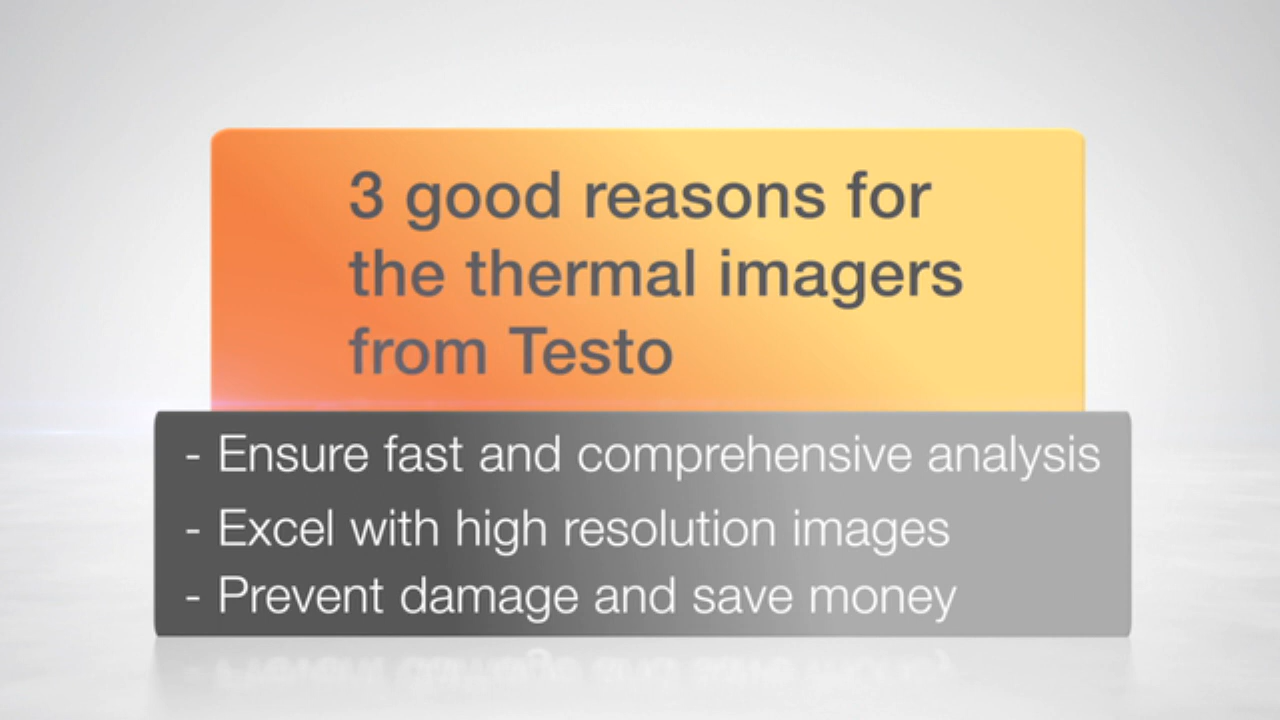 3 good reasons for
the thermal imagers
from Testo
- Ensure fast and comprehensive analysis
- Excel with high resolution images
- Prevent damage and save money